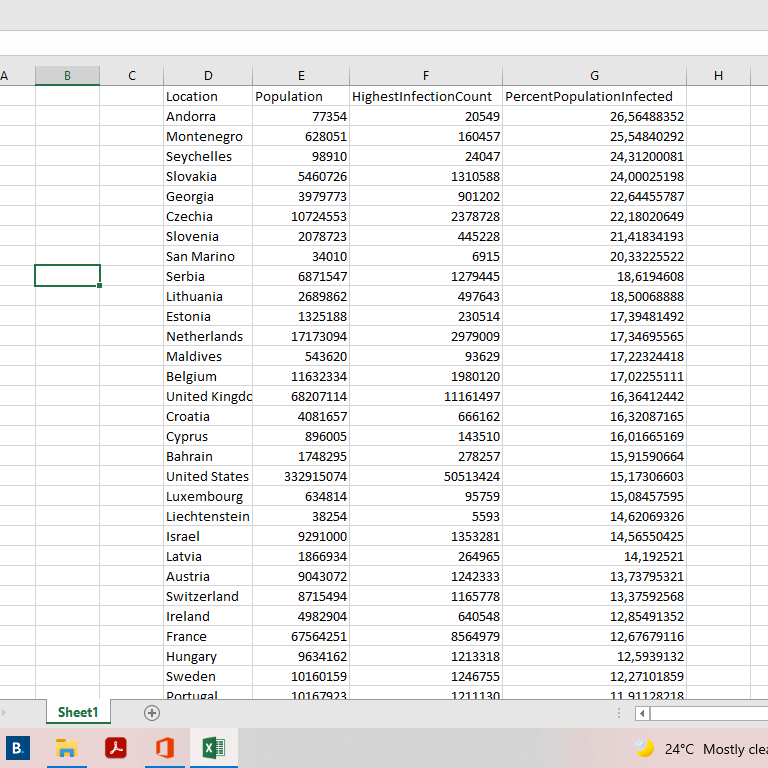 A B C D E F G H
Location Population HighestInfectionCount PercentPopulationInfected
Andorra 77354 20549 26,56488352
Montenegro 628051 160457 25,54840292
Seychelles 98910 24047 24,31200081
Slovakia 5460726 1310588 24,00025198
Georgia 3979773 901202 22,64455787
Czechia 10724553 2378728 22,18020649
Slovenia 2078723 445228 21,41834193
San Marino 34010 6915 20,33225522
Serbia 6871547 1279445 18,6194608
Lithuania 2689862 497643 18,50068888
Estonia 1325188 230514 17,39481492
Netherlands 17173094 2979009 17,34695565
Maldives 543620 93629 17,22324418
Belgium 11632334 1980120 17,02255111
United Kingdc 68207114 11161497 16,36412442
Croatia 4081657 666162 16,32087165
Cyprus 896005 143510 16,01665169
Bahrain 1748295 278257 15,91590664
United States 332915074 50513424 15,17306603
Luxembourg 634814 95759 15,08457595
Liechtenstein 38254 5593 14,62069326
Israel 9291000 1353281 14,56550425
Latvia 1866934 264965 14,192521
Austria 9043072 1242333 13,73795321
Switzerland 8715494 1165778 13,37592568
Ireland 4982904 640548 12,85491352
France 67564251 8564979 12,67679116
Hungary 9634162 1213318 12,5939132
Sweden 10160159 1246755 12,27101859
Portugal 10167923 1211130 11,91128218
Sheet1
B. 24°C Mostly clea